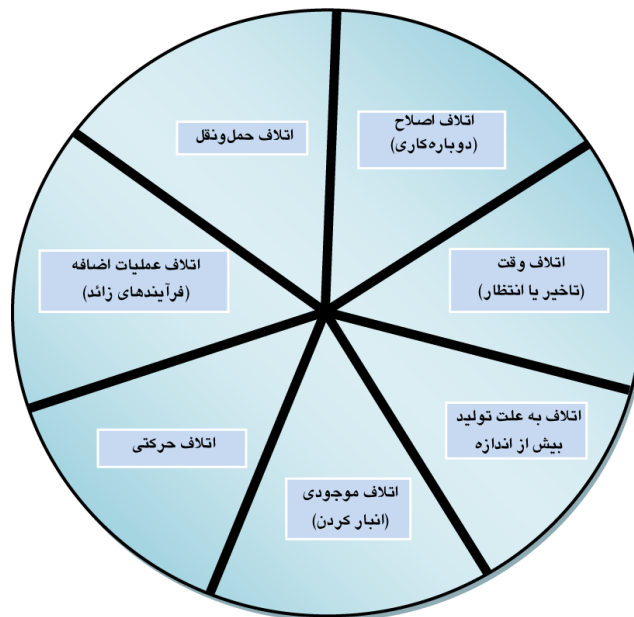 اتلاف اصلاح
(دوباره‌کاری)
اتلاف حمل‌ونقل
اتلاف وقت
(تاخیر یا انتظار)
اتلاف عملیات اضافه
(فرآیندهای زائد)
اتلاف به علت تولید
بیش از اندازه
اتلاف حرکتی
اتلاف موجودی
(انبار کردن)